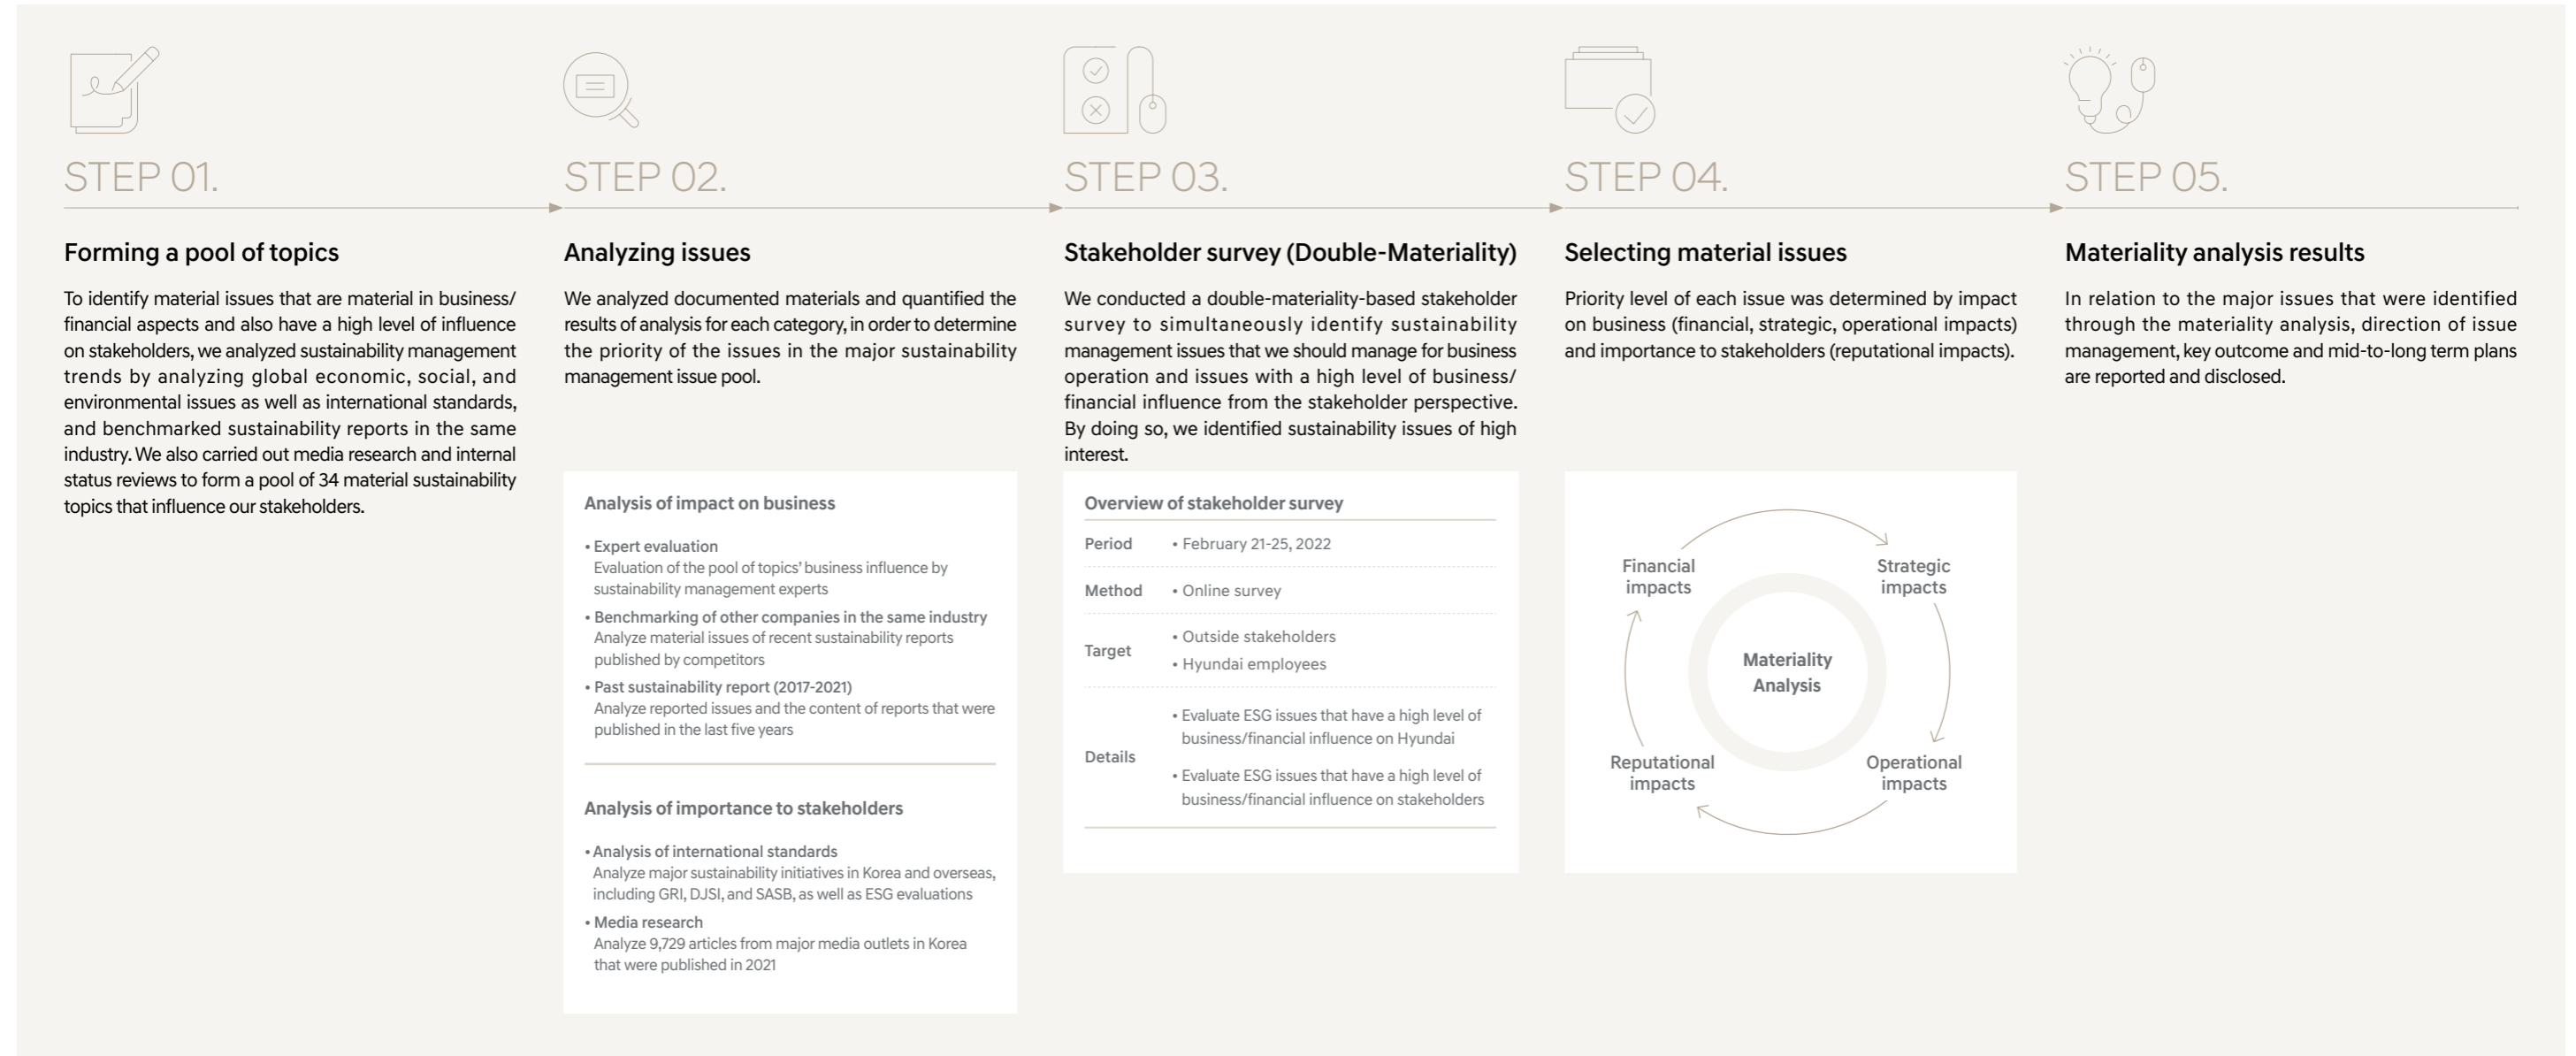 STEP 01.
Forming a pool of topics
To identify material issues that are material in business/
financial aspects and also have a high level of influence
on stakeholders, we analyzed sustainability management
trends by analyzing global economic, social, and
environmental issues as well as international standards,
and benchmarked sustainability reports in the same
industry. We also carried out media research and internal
status reviews to form a pool of 34 material sustainability
topics that influence our stakeholders.
STEP 02.
Analyzing issues
We analyzed documented materials and quantified the
results of analysis for each category, in order to determine
the priority of the issues in the major sustainability
management issue pool.
Analysis of impact on business
• Expert evaluation
Evaluation of the pool of topics' business influence by
sustainability management experts
• Benchmarking of other companies in the same industry
Analyze material issues of recent sustainability reports
published by competitors
• Past sustainability report (2017-2021)
Analyze reported issues and the content of reports that were
published in the last five years
Analysis of importance to stakeholders
• Analysis of international standards
Analyze major sustainability initiatives in Korea and overseas,
including GRI, DJSI, and SASB, as well as ESG evaluations
• Media research
Analyze 9,729 articles from major media outlets in Korea
that were published in 2021
STEP 03.
Stakeholder survey (Double-Materiality)
We conducted a double-materiality-based stakeholder
survey to simultaneously identify sustainability
management issues that we should manage for business
operation and issues with a high level of business/
financial influence from the stakeholder perspective.
By doing so, we identified sustainability issues of high
interest.
Overview of stakeholder survey
Period • February 21-25, 2022
Method • Online survey
Target
• Outside stakeholders
• Hyundai employees
Details
• Evaluate ESG issues that have a high level of
business/financial influence on Hyundai
• Evaluate ESG issues that have a high level of
business/financial influence on stakeholders
STEP 04.
Selecting material issues
Priority level of each issue was determined by impact
on business (financial, strategic, operational impacts)
and importance to stakeholders (reputational impacts).
Financial
impacts
Strategic
impacts
Materiality
Analysis
Reputational
impacts
Operational
impacts
STEP 05.
Materiality analysis results
In relation to the major issues that were identified
through the materiality analysis, direction of issue
management, key outcome and mid-to-long term plans
are reported and disclosed.